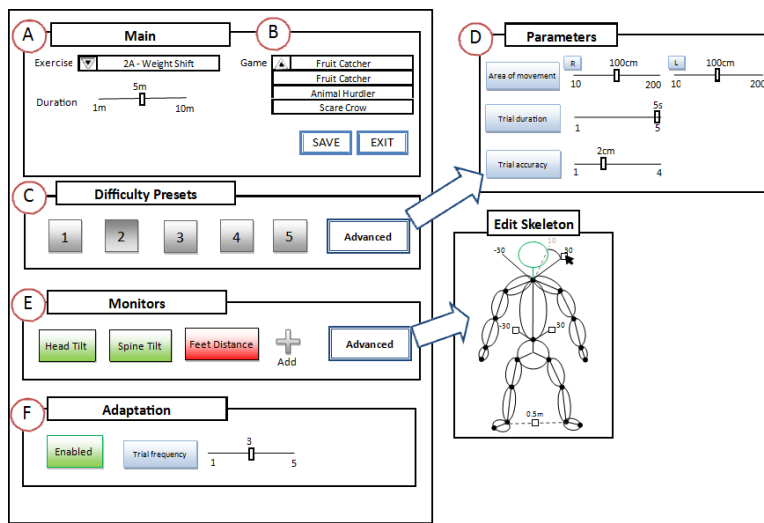 A
Main
B
Exercise
2A - Weight Shift
Game
Fruit Catcher
Fruit Catcher
Animal Hurdler
Scare Crow
Duration
5m
1m
10m
SAVE
EXIT
C
Difficulty Presets
1
2
3
4
5
Advanced
D
Parameters
Area of movement
R
100cm
10
200
L
100cm
10
200
Trial duration
5s
1
5
Trial accuracy
2cm
1
4
Edit Skeleton
-30
10
30
-30
30
0.5m
E
Monitors
Head Tilt
Spine Tilt
Feet Distance
Add
Advanced
F
Adaptation
Enabled
Trial frequency
3
1
5